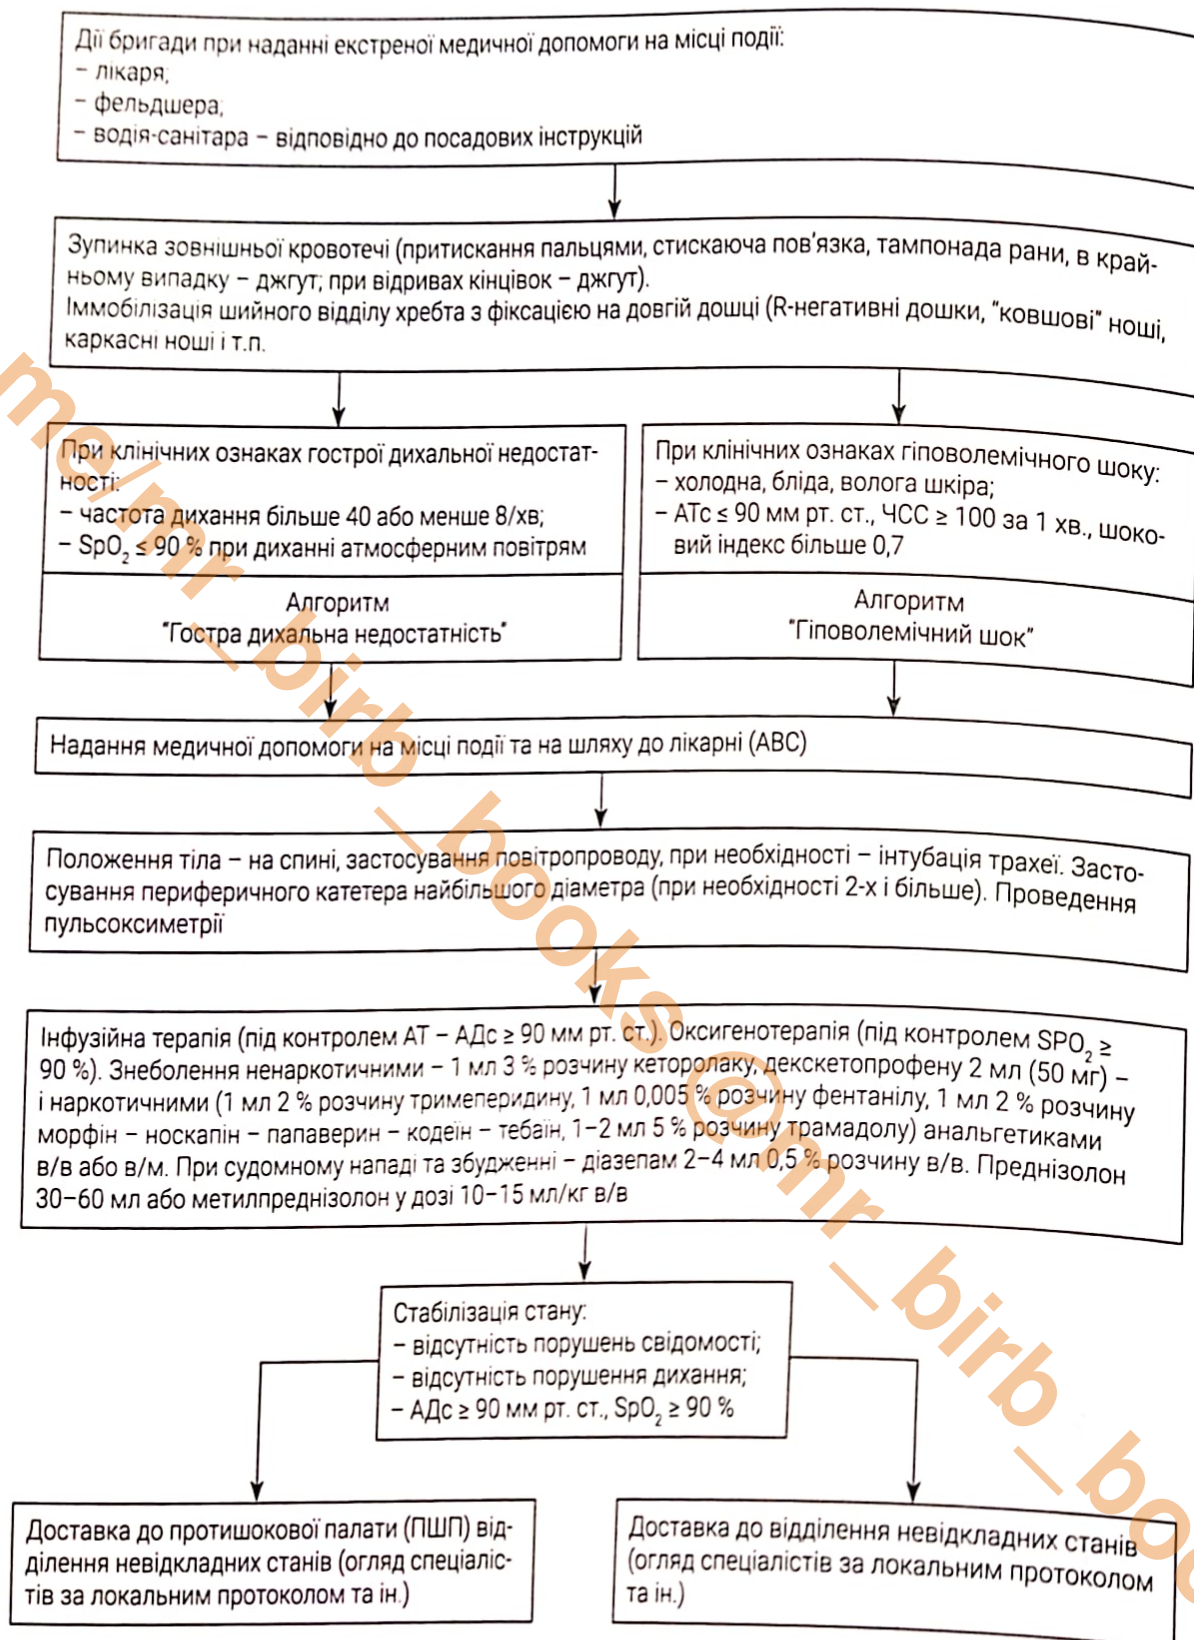 Дії бригади при наданні екстреної медичної допомоги на місці події:
– лікаря;
– фельдшера;
– водія-санітара – відповідно до посадових інструкцій
Зупинка зовнішньої кровотечі (притискання пальцями, стискаюча пов'язка, тампонада рани, в край-
ньому випадку – джгут; при відривах кінцівок – джгут).
Іммобілізація шийного відділу хребта з фіксацією на довгій дошці (R-негативні дошки, "ковшові" ноші,
каркасні ноші і т.п.
При клінічних ознаках гострої дихальної недостат-
ності:
– частота дихання більше 40 або менше 8/хв;
– SpO₂ ≤ 90 % при диханні атмосферним повітрям
Алгоритм
"Гостра дихальна недостатність"
При клінічних ознаках гіповолемічного шоку:
– холодна, бліда, волога шкіра;
– АТс ≤ 90 мм рт. ст., ЧСС ≥ 100 за 1 хв., шоко-
вий індекс більше 0,7
Алгоритм
"Гіповолемічний шок"
Надання медичної допомоги на місці події та на шляху до лікарні (АВС)
Положення тіла – на спині, застосування повітропроводу, при необхідності – інтубація трахеї. Засто-
сування периферичного катетера найбільшого діаметра (при необхідності 2-х і більше). Проведення
пульсоксиметрії
Інфузійна терапія (під контролем АТ – АДс ≥ 90 мм рт. ст.). Оксигенотерапія (під контролем SPO₂ ≥
90 %). Знеболення ненаркотичними – 1 мл 3 % розчину кеторолаку, декскетопрофену 2 мл (50 мг) –
і наркотичними (1 мл 2 % розчину тримеперидину, 1 мл 0,005 % розчину фентанілу, 1 мл 2 % розчину
морфін – носкапін – папаверин – кодеїн – тебаїн, 1–2 мл 5 % розчину трамадолу) анальгетиками
в/в або в/м. При судомному нападі та збудженні – діазепам 2–4 мл 0,5 % розчину в/в. Преднізолон
30–60 мл або метилпреднізолон у дозі 10–15 мл/кг в/в
Стабілізація стану:
– відсутність порушень свідомості;
– відсутність порушення дихання;
– АДс ≥ 90 мм рт. ст., SpO₂ ≥ 90 %
Доставка до протишокової палати (ПШП) від-
ділення невідкладних станів (огляд спеціаліс-
тів за локальним протоколом та ін.)
Доставка до відділення невідкладних станів
(огляд спеціалістів за локальним протоколом
та ін.)
me/mr_birb_books @mr_birb_boo